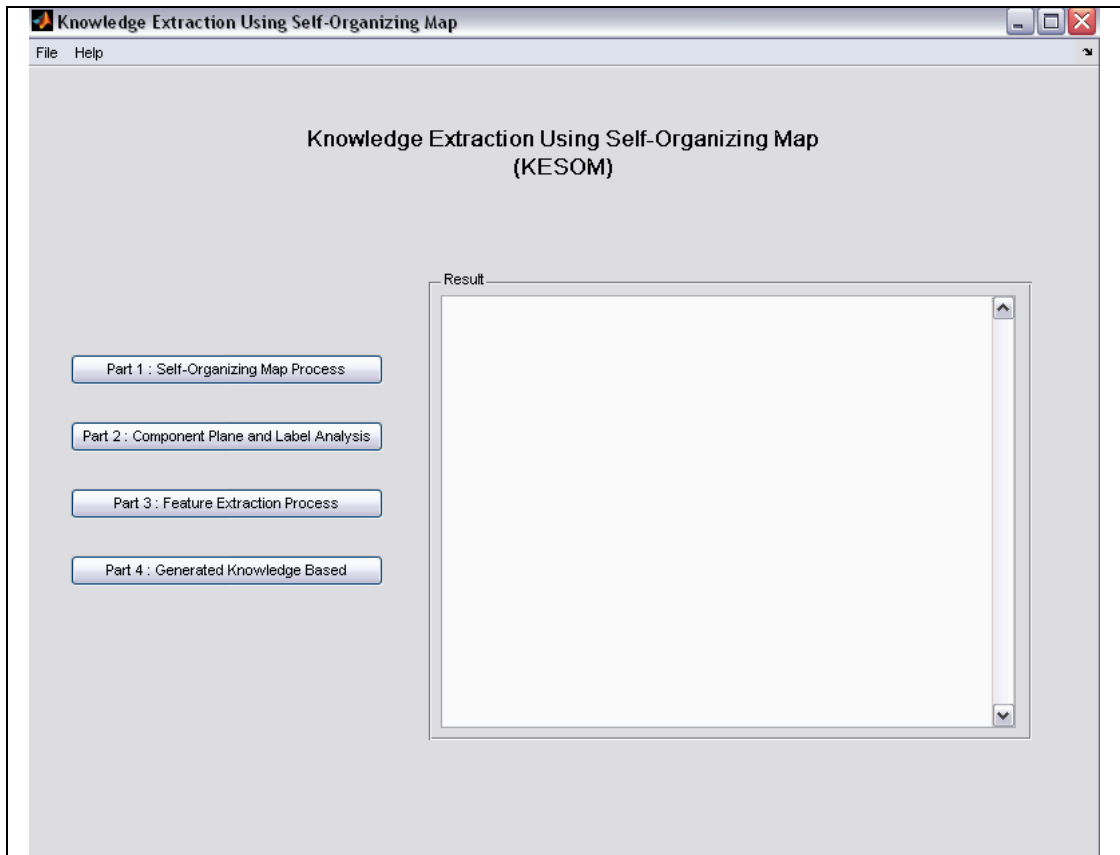 Knowledge Extraction Using Self-Organizing Map
File Help
Knowledge Extraction Using Self-Organizing Map
(KESOM)
Result
Part 1 : Self-Organizing Map Process
Part 2 : Component Plane and Label Analysis
Part 3 : Feature Extraction Process
Part 4 : Generated Knowledge Based